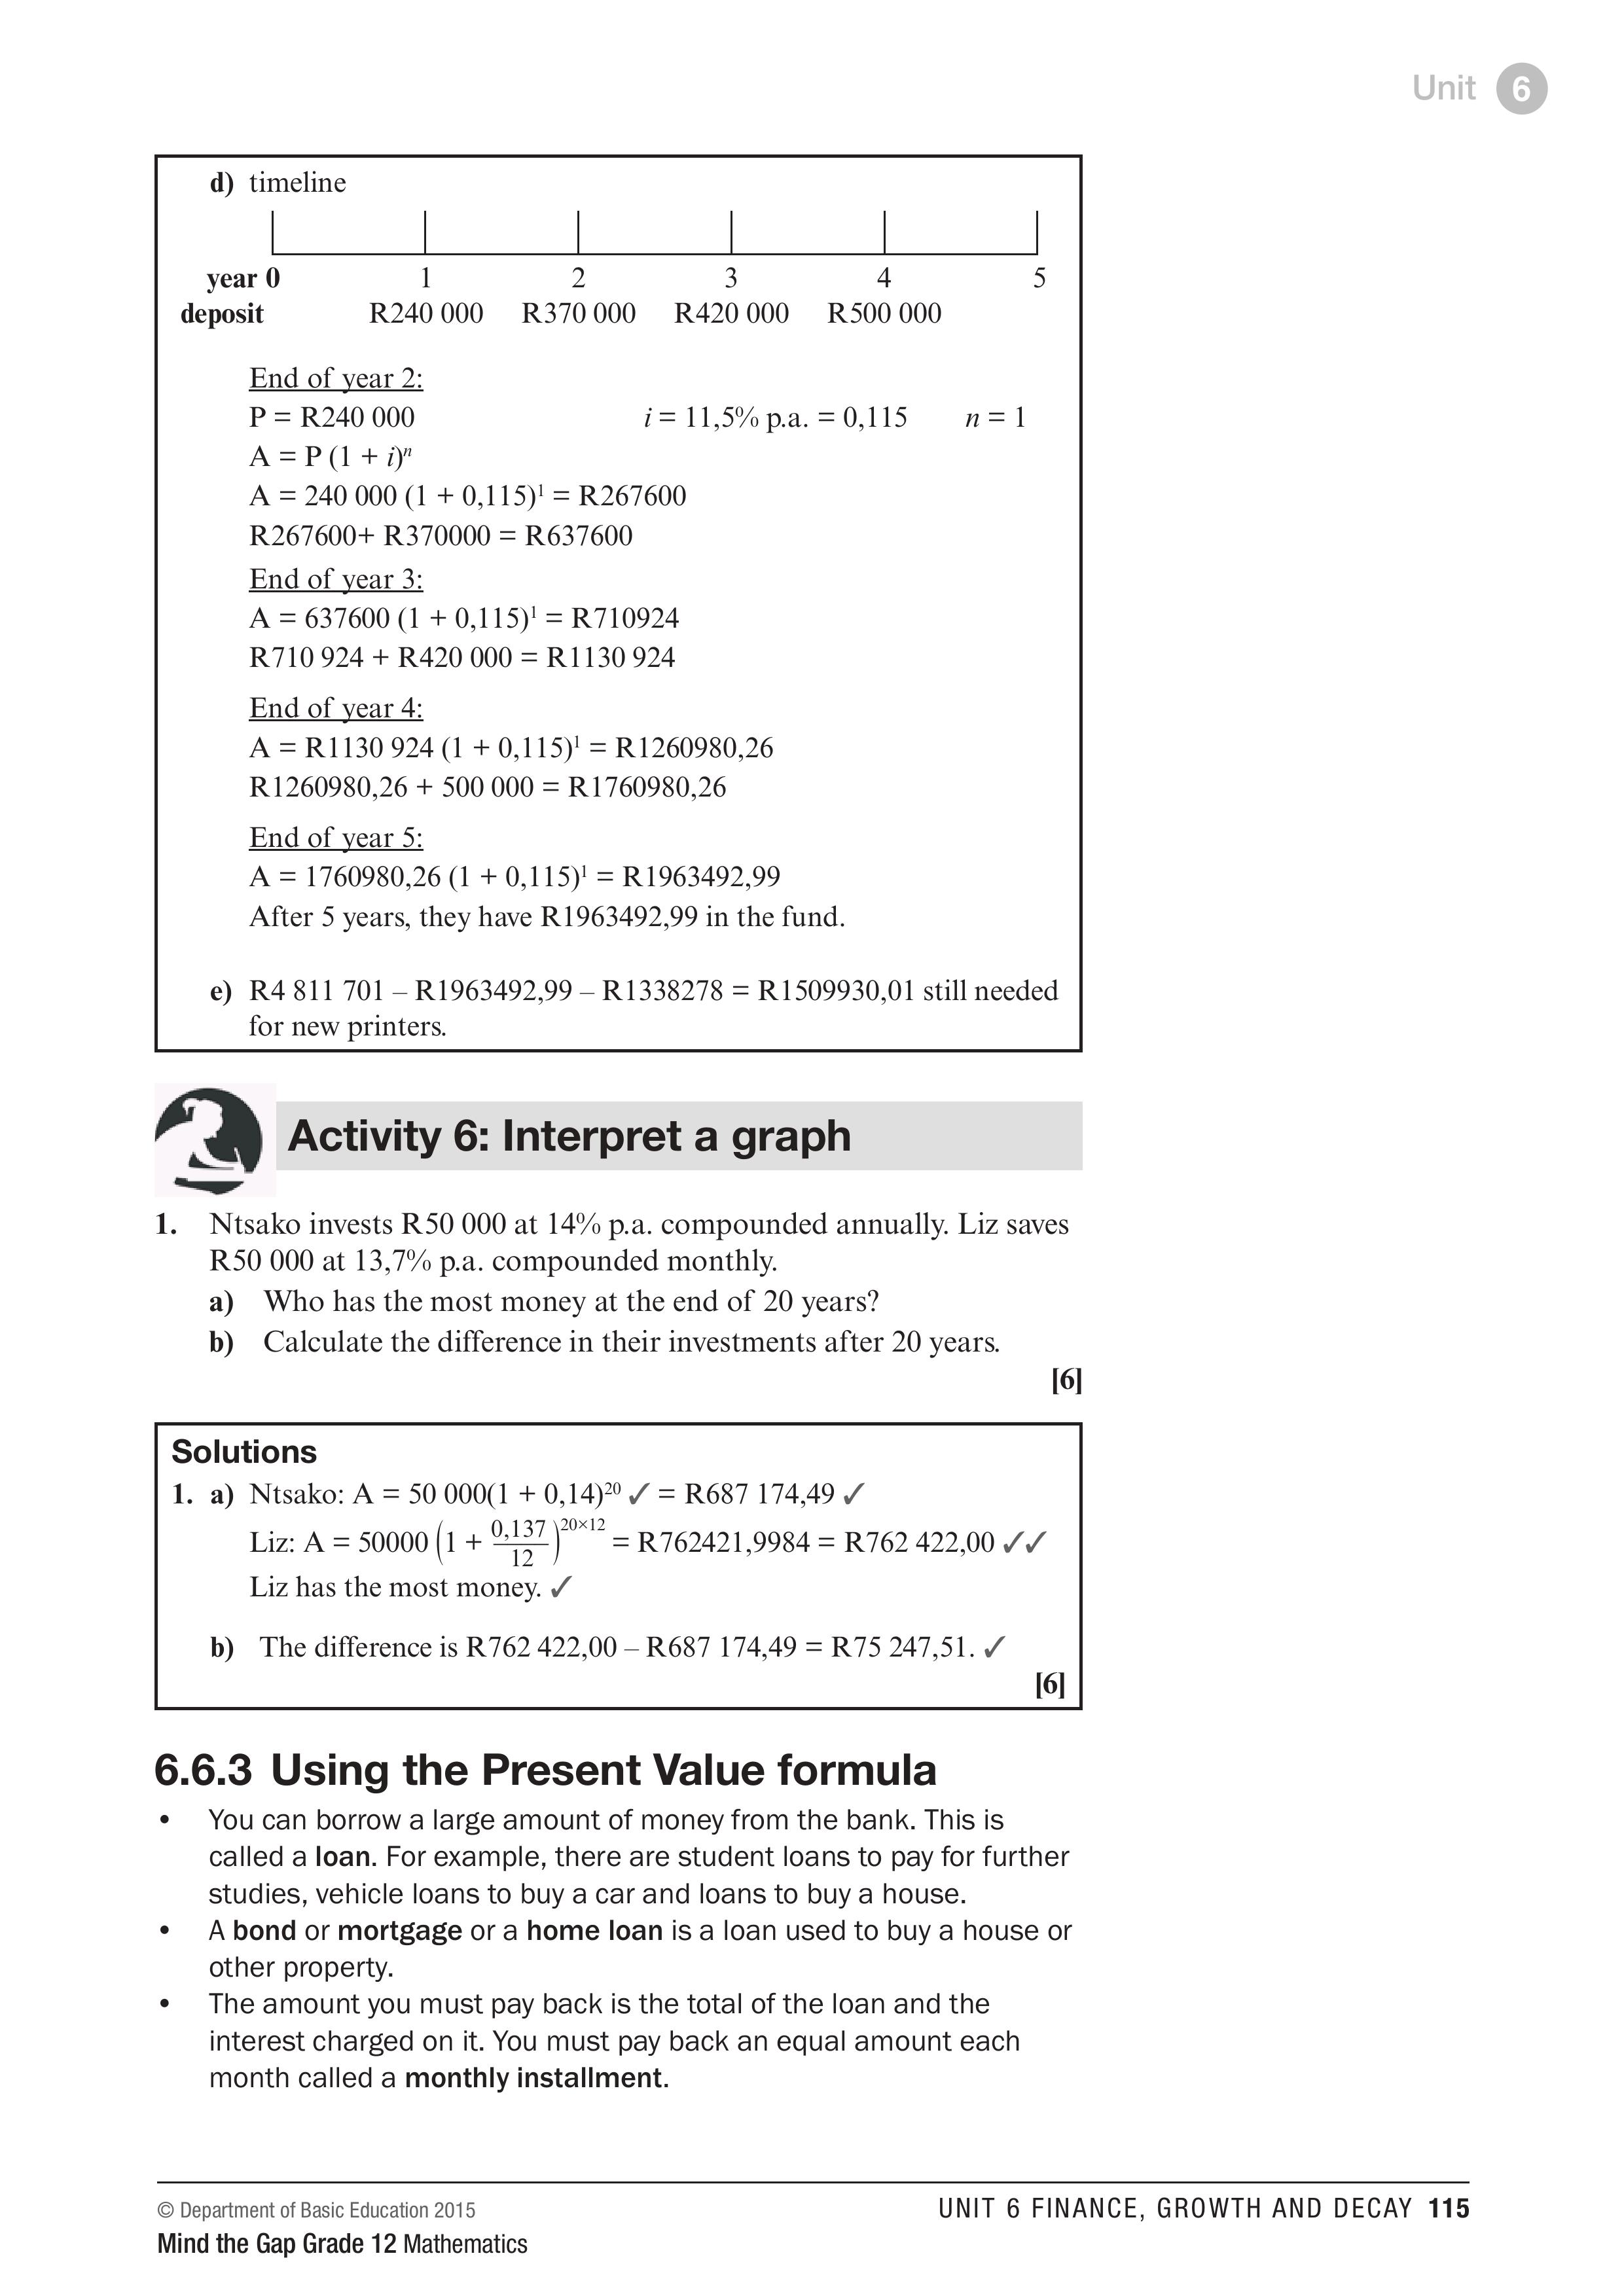 Unit 6
d) timeline
year 0 1 2 3 4 5
deposit R240 000 R370 000 R420 000 R500 000
End of year 2:
P = R240 000 i = 11,5% p.a. = 0,115 n = 1
A = P (1 + i)ⁿ
A = 240 000 (1 + 0,115)¹ = R267600
R267600+ R370000 = R637600
End of year 3:
A = 637600 (1 + 0,115)¹ = R710924
R710 924 + R420 000 = R1130 924
End of year 4:
A = R1130 924 (1 + 0,115)¹ = R1260980,26
R1260980,26 + 500 000 = R1760980,26
End of year 5:
A = 1760980,26 (1 + 0,115)¹ = R1963492,99
After 5 years, they have R1963492,99 in the fund.
e) R4 811 701 – R1963492,99 – R1338278 = R1509930,01 still needed
for new printers.
Activity 6: Interpret a graph
1. Ntsako invests R50 000 at 14% p.a. compounded annually. Liz saves
R50 000 at 13,7% p.a. compounded monthly.
a) Who has the most money at the end of 20 years?
b) Calculate the difference in their investments after 20 years.
[6]
Solutions
1. a) Ntsako: A = 50 000(1 + 0,14)²⁰ ✓ = R687 174,49 ✓
Liz: A = 50000 (1 + 0,137/12)²⁰ˣ¹² = R762421,9984 = R762 422,00 ✓✓
Liz has the most money. ✓
b) The difference is R762 422,00 – R687 174,49 = R75 247,51. ✓
[6]
6.6.3 Using the Present Value formula
• You can borrow a large amount of money from the bank. This is
called a loan. For example, there are student loans to pay for further
studies, vehicle loans to buy a car and loans to buy a house.
• A bond or mortgage or a home loan is a loan used to buy a house or
other property.
• The amount you must pay back is the total of the loan and the
interest charged on it. You must pay back an equal amount each
month called a monthly installment.
© Department of Basic Education 2015
UNIT 6 FINANCE, GROWTH AND DECAY 115
Mind the Gap Grade 12 Mathematics